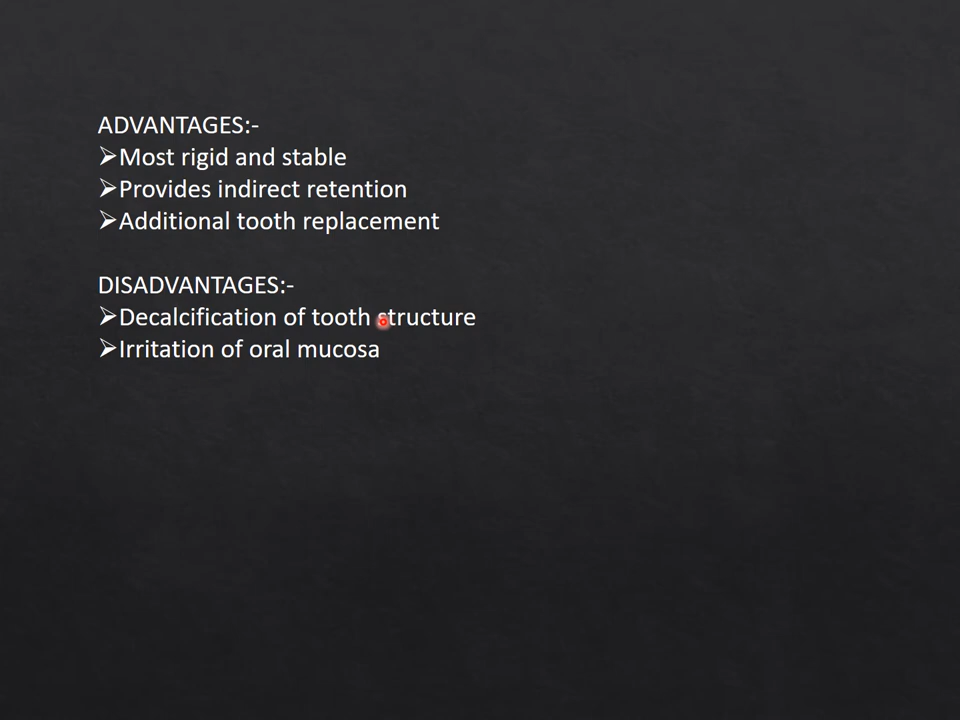 ADVANTAGES:-
➢Most rigid and stable
➢Provides indirect retention
➢Additional tooth replacement
DISADVANTAGES:-
➢Decalcification of tooth structure
➢Irritation of oral mucosa